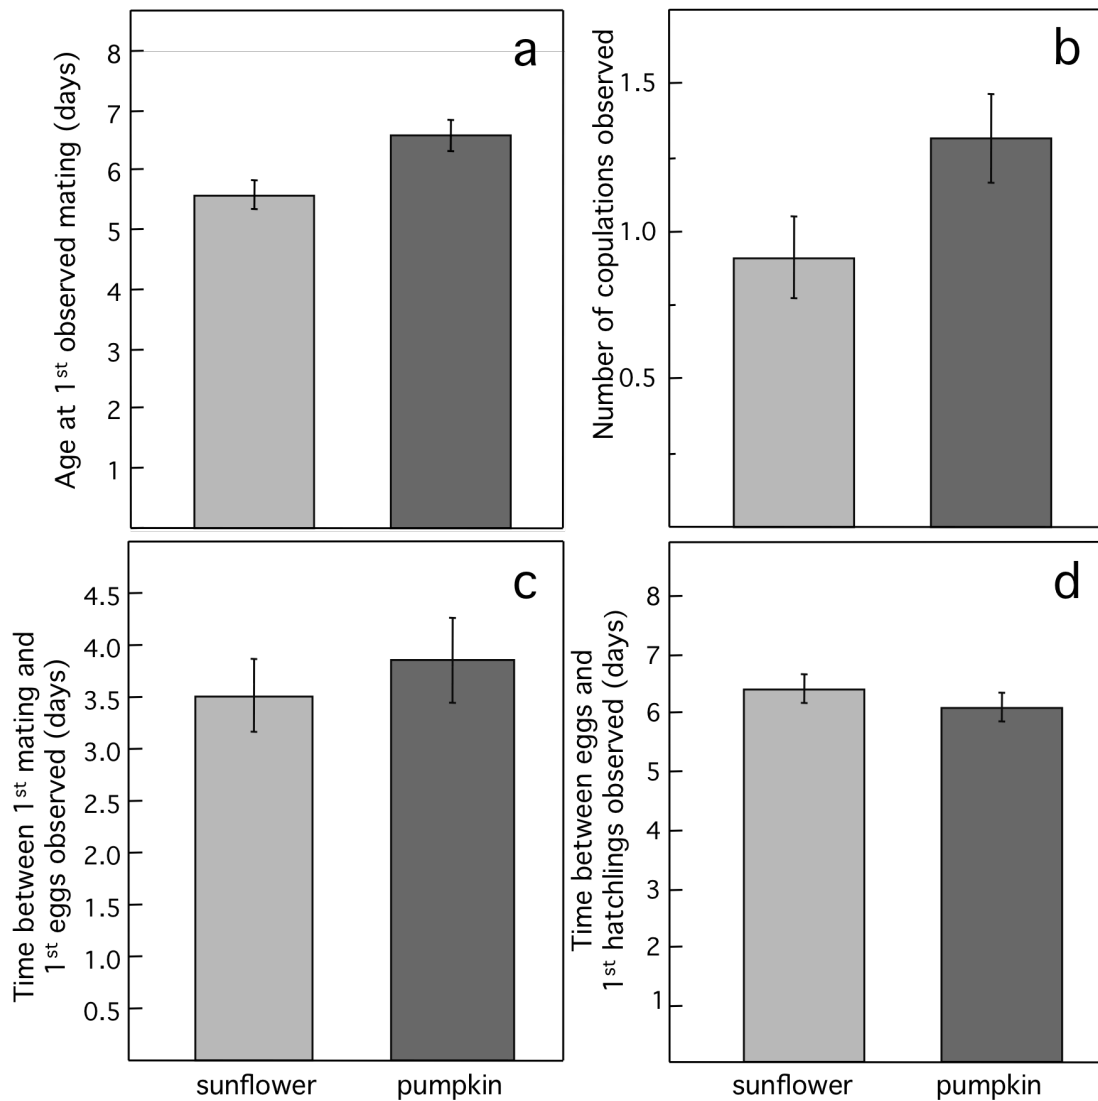 a
Age at 1st observed mating (days)
8
7
6
5
4
3
2
1
b
Number of copulations observed
1.5
1.0
0.5
c
Time between 1st mating and
1st eggs observed (days)
4.5
4.0
3.5
3.0
2.5
2.0
1.5
1.0
0.5
sunflower
pumpkin
d
Time between eggs and
1st hatchlings observed (days)
8
7
6
5
4
3
2
1
sunflower
pumpkin